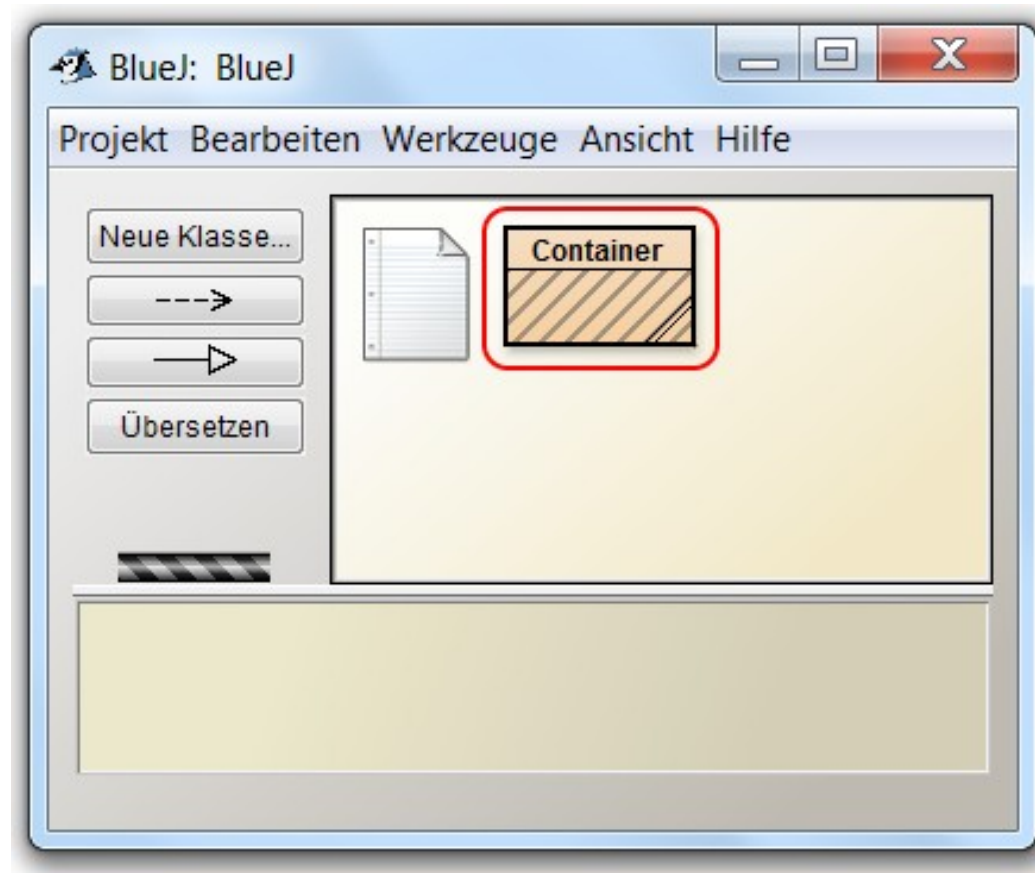 BlueJ: BlueJ
Projekt Bearbeiten Werkzeuge Ansicht Hilfe
Neue Klasse...
Container
Übersetzen